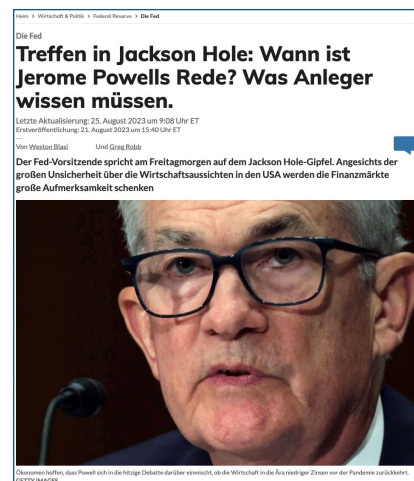 Heim > Wirtschaft & Politik > Federal Reserve > Die Fed
Die Fed
Treffen in Jackson Hole: Wann ist
Jerome Powells Rede? Was Anleger
wissen müssen.
Letzte Aktualisierung: 25. August 2023 um 9:08 Uhr ET
Erstveröffentlichung: 21. August 2023 um 15:40 Uhr ET
Von Weston Blasi Und Greg Robb
Der Fed-Vorsitzende spricht am Freitagmorgen auf dem Jackson Hole-Gipfel. Angesichts der
großen Unsicherheit über die Wirtschaftsaussichten in den USA werden die Finanzmärkte
große Aufmerksamkeit schenken
Ökonomen hoffen, dass Powell sich in die hitzige Debatte darüber einmischt, ob die Wirtschaft in die Ära niedriger Zinsen vor der Pandemie zurückkehrt.
GETTY IMAGES